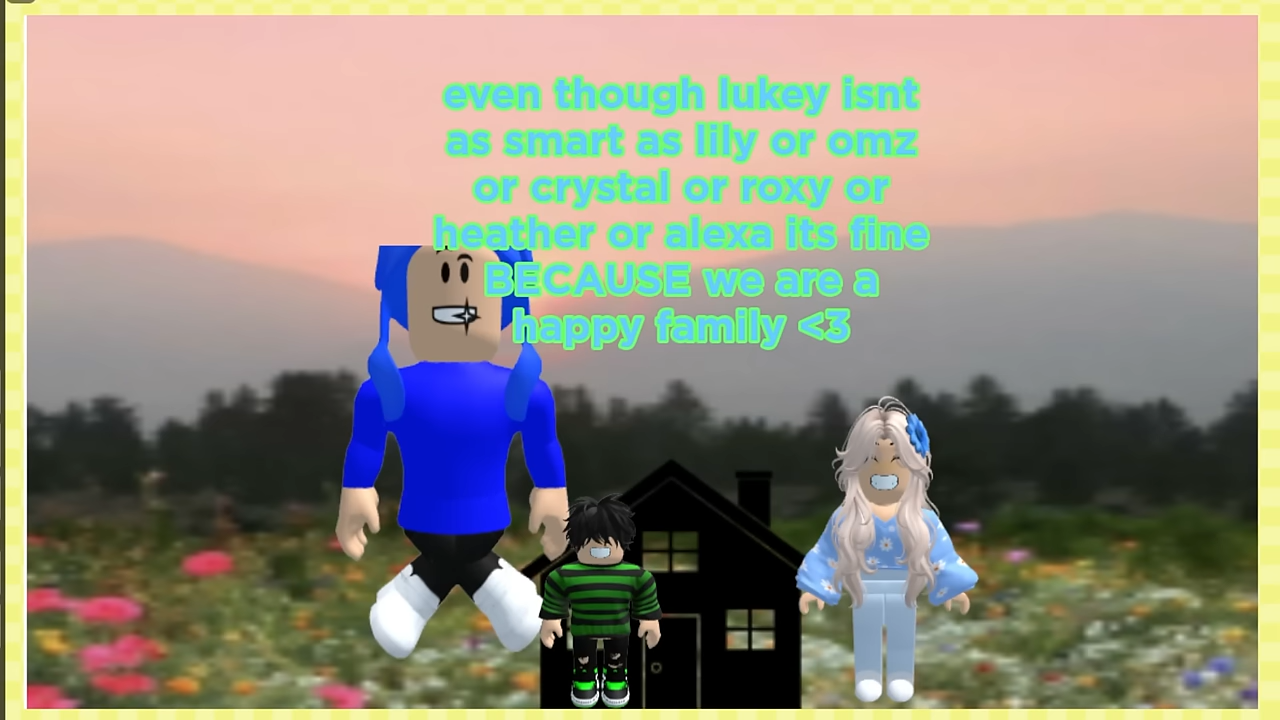 even though lukey isnt
as smart as lily or omz
or crystal or roxy or
heather or alexa its fine
BECAUSE we are a
happy family <3